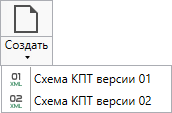 Создать
01 XML Схема КПТ версии 01
02 XML Схема КПТ версии 02